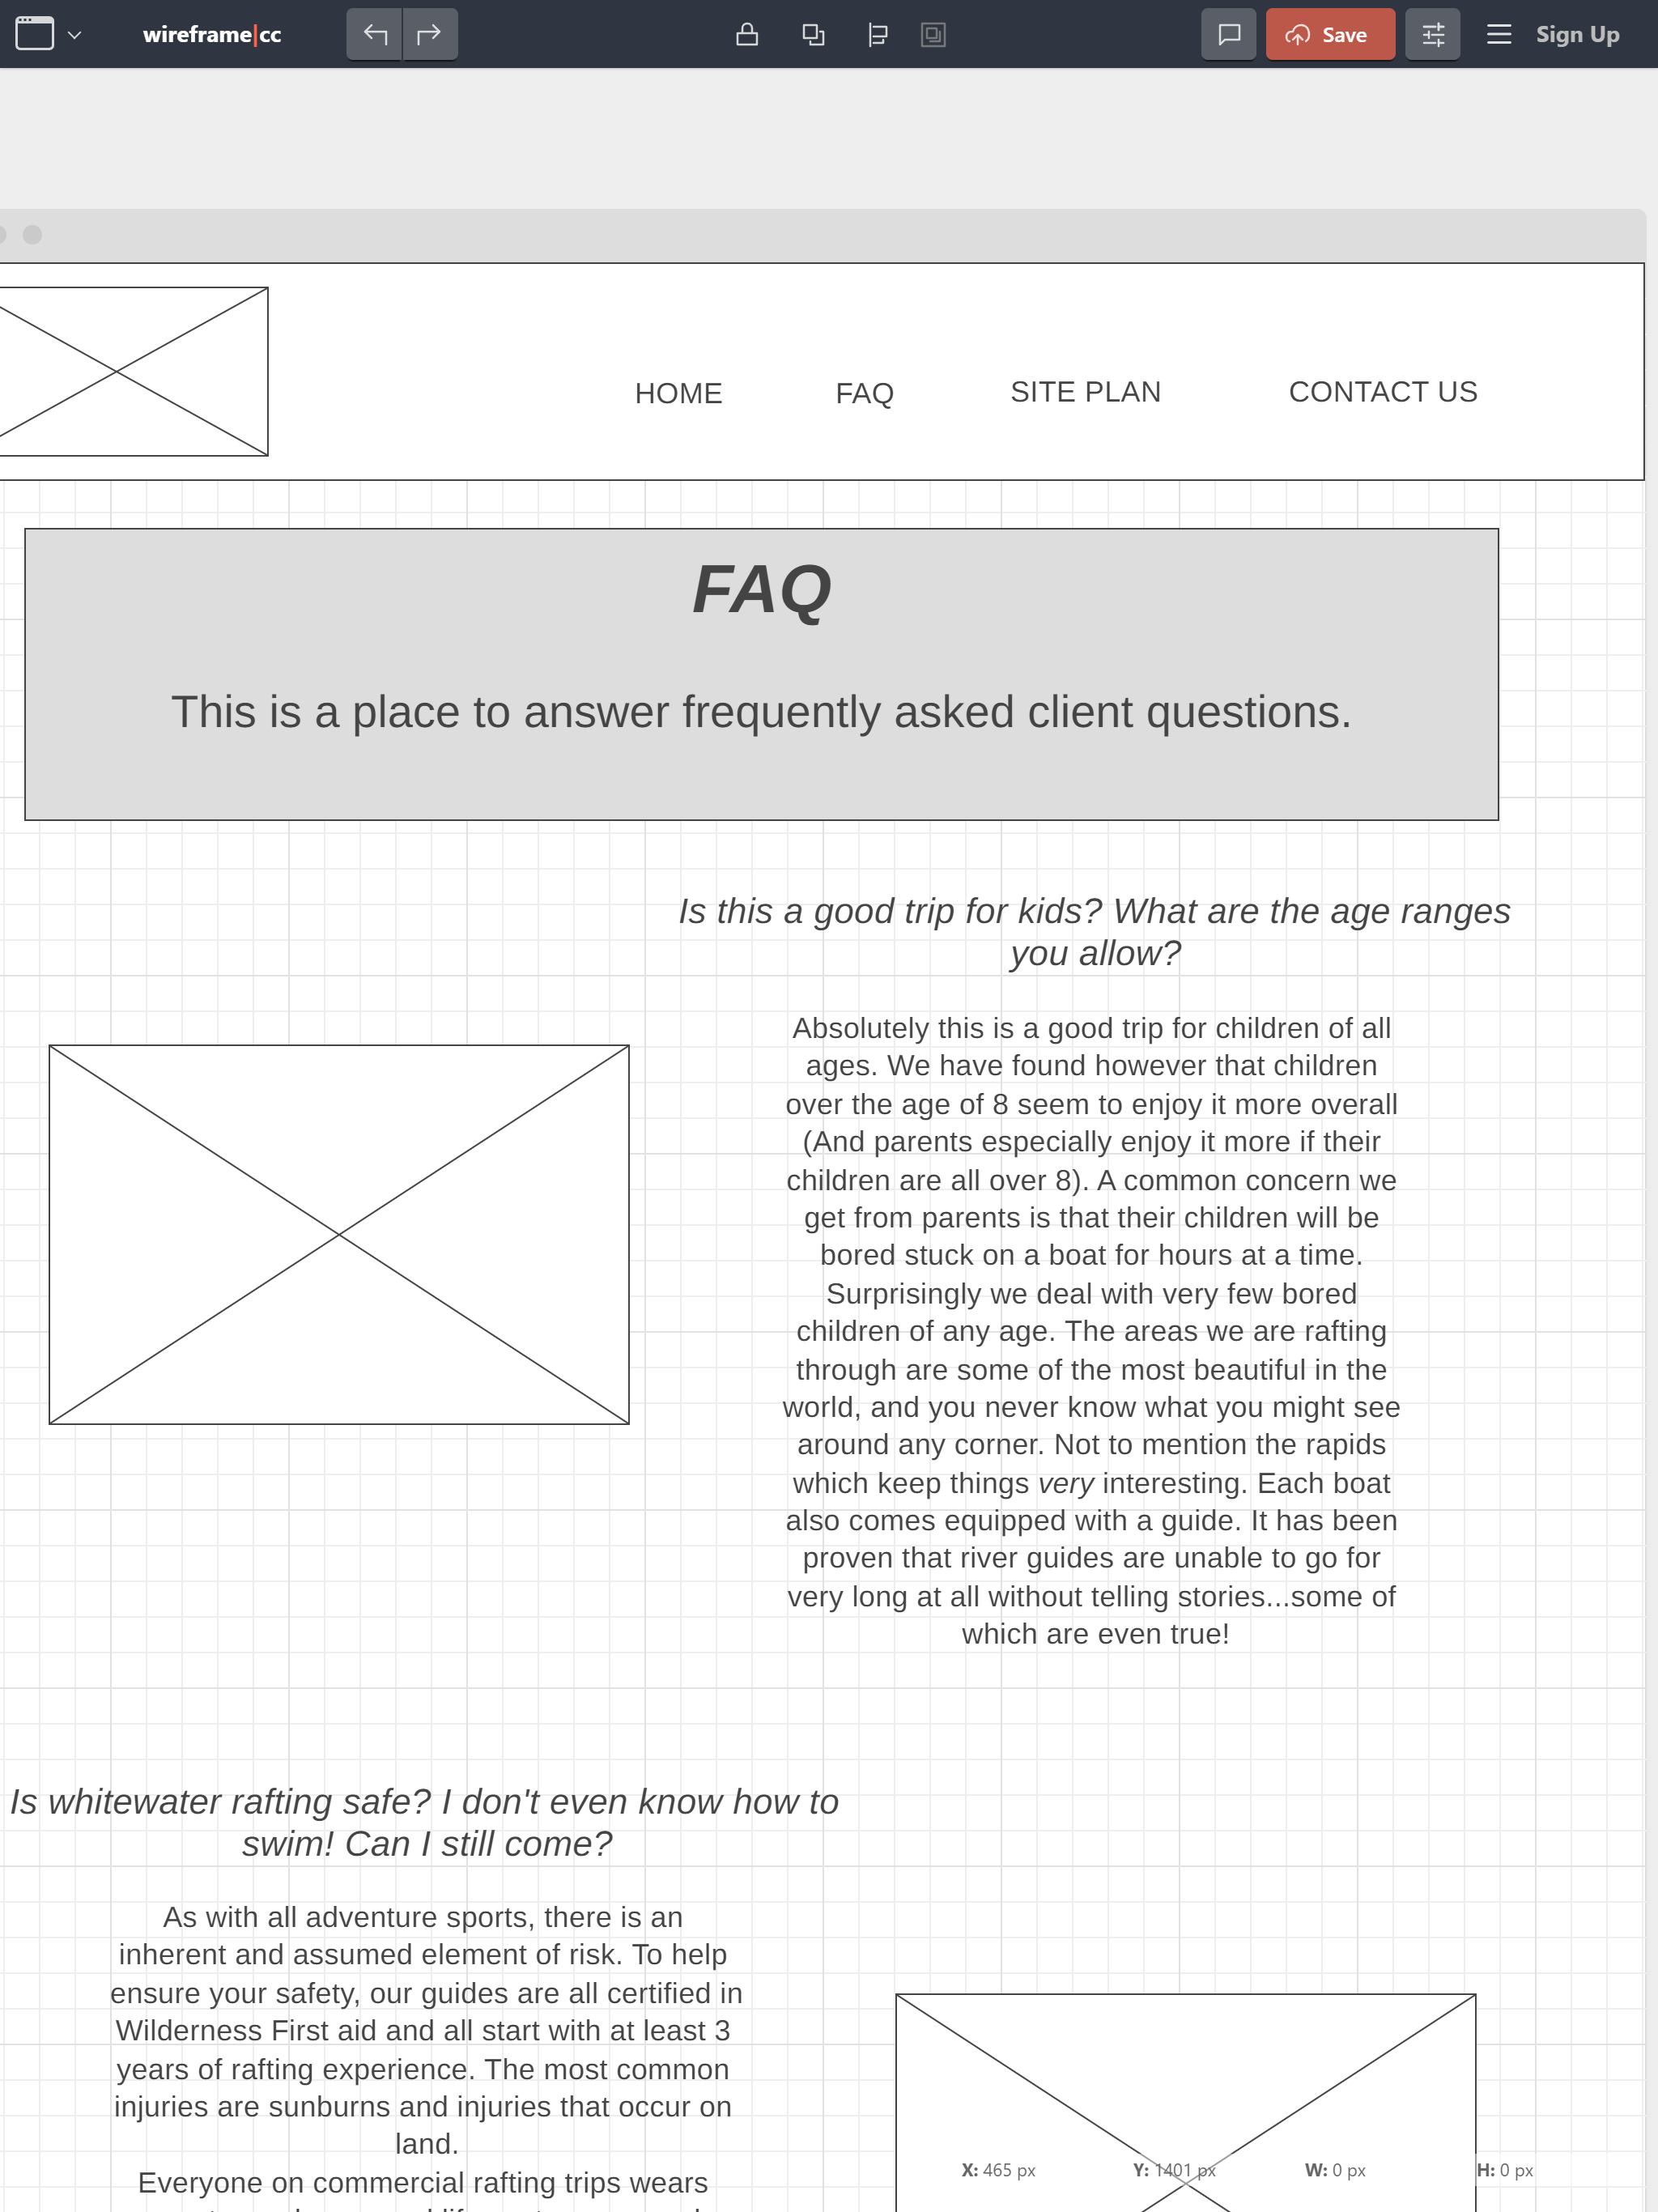 wireframe|cc
Save
Sign Up
HOME
FAQ
SITE PLAN
CONTACT US
FAQ
This is a place to answer frequently asked client questions.
Is this a good trip for kids? What are the age ranges
you allow?
Absolutely this is a good trip for children of all
ages. We have found however that children
over the age of 8 seem to enjoy it more overall
(And parents especially enjoy it more if their
children are all over 8). A common concern we
get from parents is that their children will be
bored stuck on a boat for hours at a time.
Surprisingly we deal with very few bored
children of any age. The areas we are rafting
through are some of the most beautiful in the
world, and you never know what you might see
around any corner. Not to mention the rapids
which keep things very interesting. Each boat
also comes equipped with a guide. It has been
proven that river guides are unable to go for
very long at all without telling stories...some of
which are even true!
Is whitewater rafting safe? I don't even know how to
swim! Can I still come?
As with all adventure sports, there is an
inherent and assumed element of risk. To help
ensure your safety, our guides are all certified in
Wilderness First aid and all start with at least 3
years of rafting experience. The most common
injuries are sunburns and injuries that occur on
land.
Everyone on commercial rafting trips wears
X: 465 px
Y: 1401 px
W: 0 px
H: 0 px